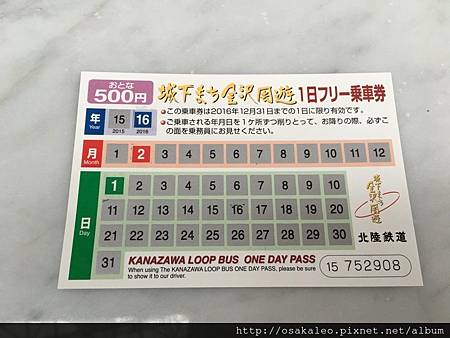 おとな
500円
城下まち金沢周遊1日フリー乗車券
●この乗車券は2016年12月31日までの1日に限り有効です。
●ご乗車される年月日を1ヶ所ずつ削りとって、お降りの際、必ずこの面を乗務員にお見せください。
年 Year 15 2015 16 2016
月 Month 1 2 3 4 5 6 7 8 9 10 11 12
日 Day
1 2 3 4 5 6 7 8 9 10
11 12 13 14 15 16 17 18 19 20
21 22 23 24 25 26 27 28 29 30
31
城下まち金沢周遊
北陸鉄道
KANAZAWA LOOP BUS ONE DAY PASS
When using The KANAZAWA LOOP BUS ONE DAY PASS, please be sure
to show it to our driver.
15 752908
http://osakaleo.pixnet.net/album